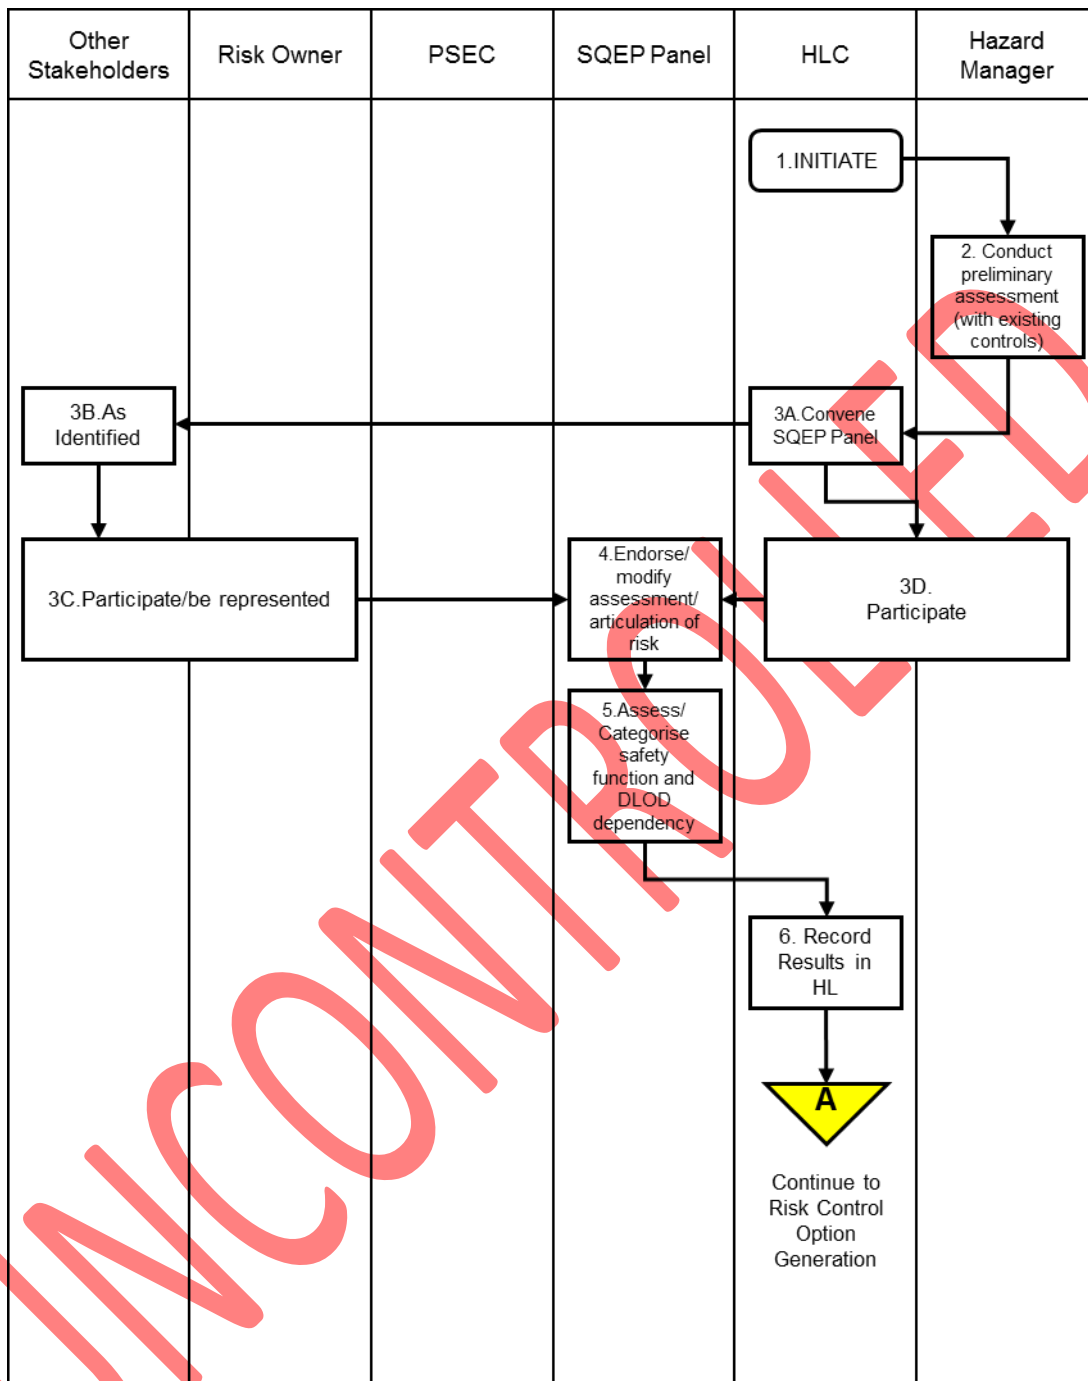 Other
Stakeholders
Risk Owner
PSEC
SQEP Panel
HLC
Hazard
Manager
1.INITIATE
2. Conduct
preliminary
assessment
(with existing
controls)
3B.As
Identified
3A.Convene
SQEP Panel
3C.Participate/be represented
4.Endorse/
modify
assessment/
articulation of
risk
3D.
Participate
5.Assess/
Categorise
safety
function and
DLOD
dependency
6. Record
Results in
HL
A
Continue to
Risk Control
Option
Generation
UNCONTROLLED